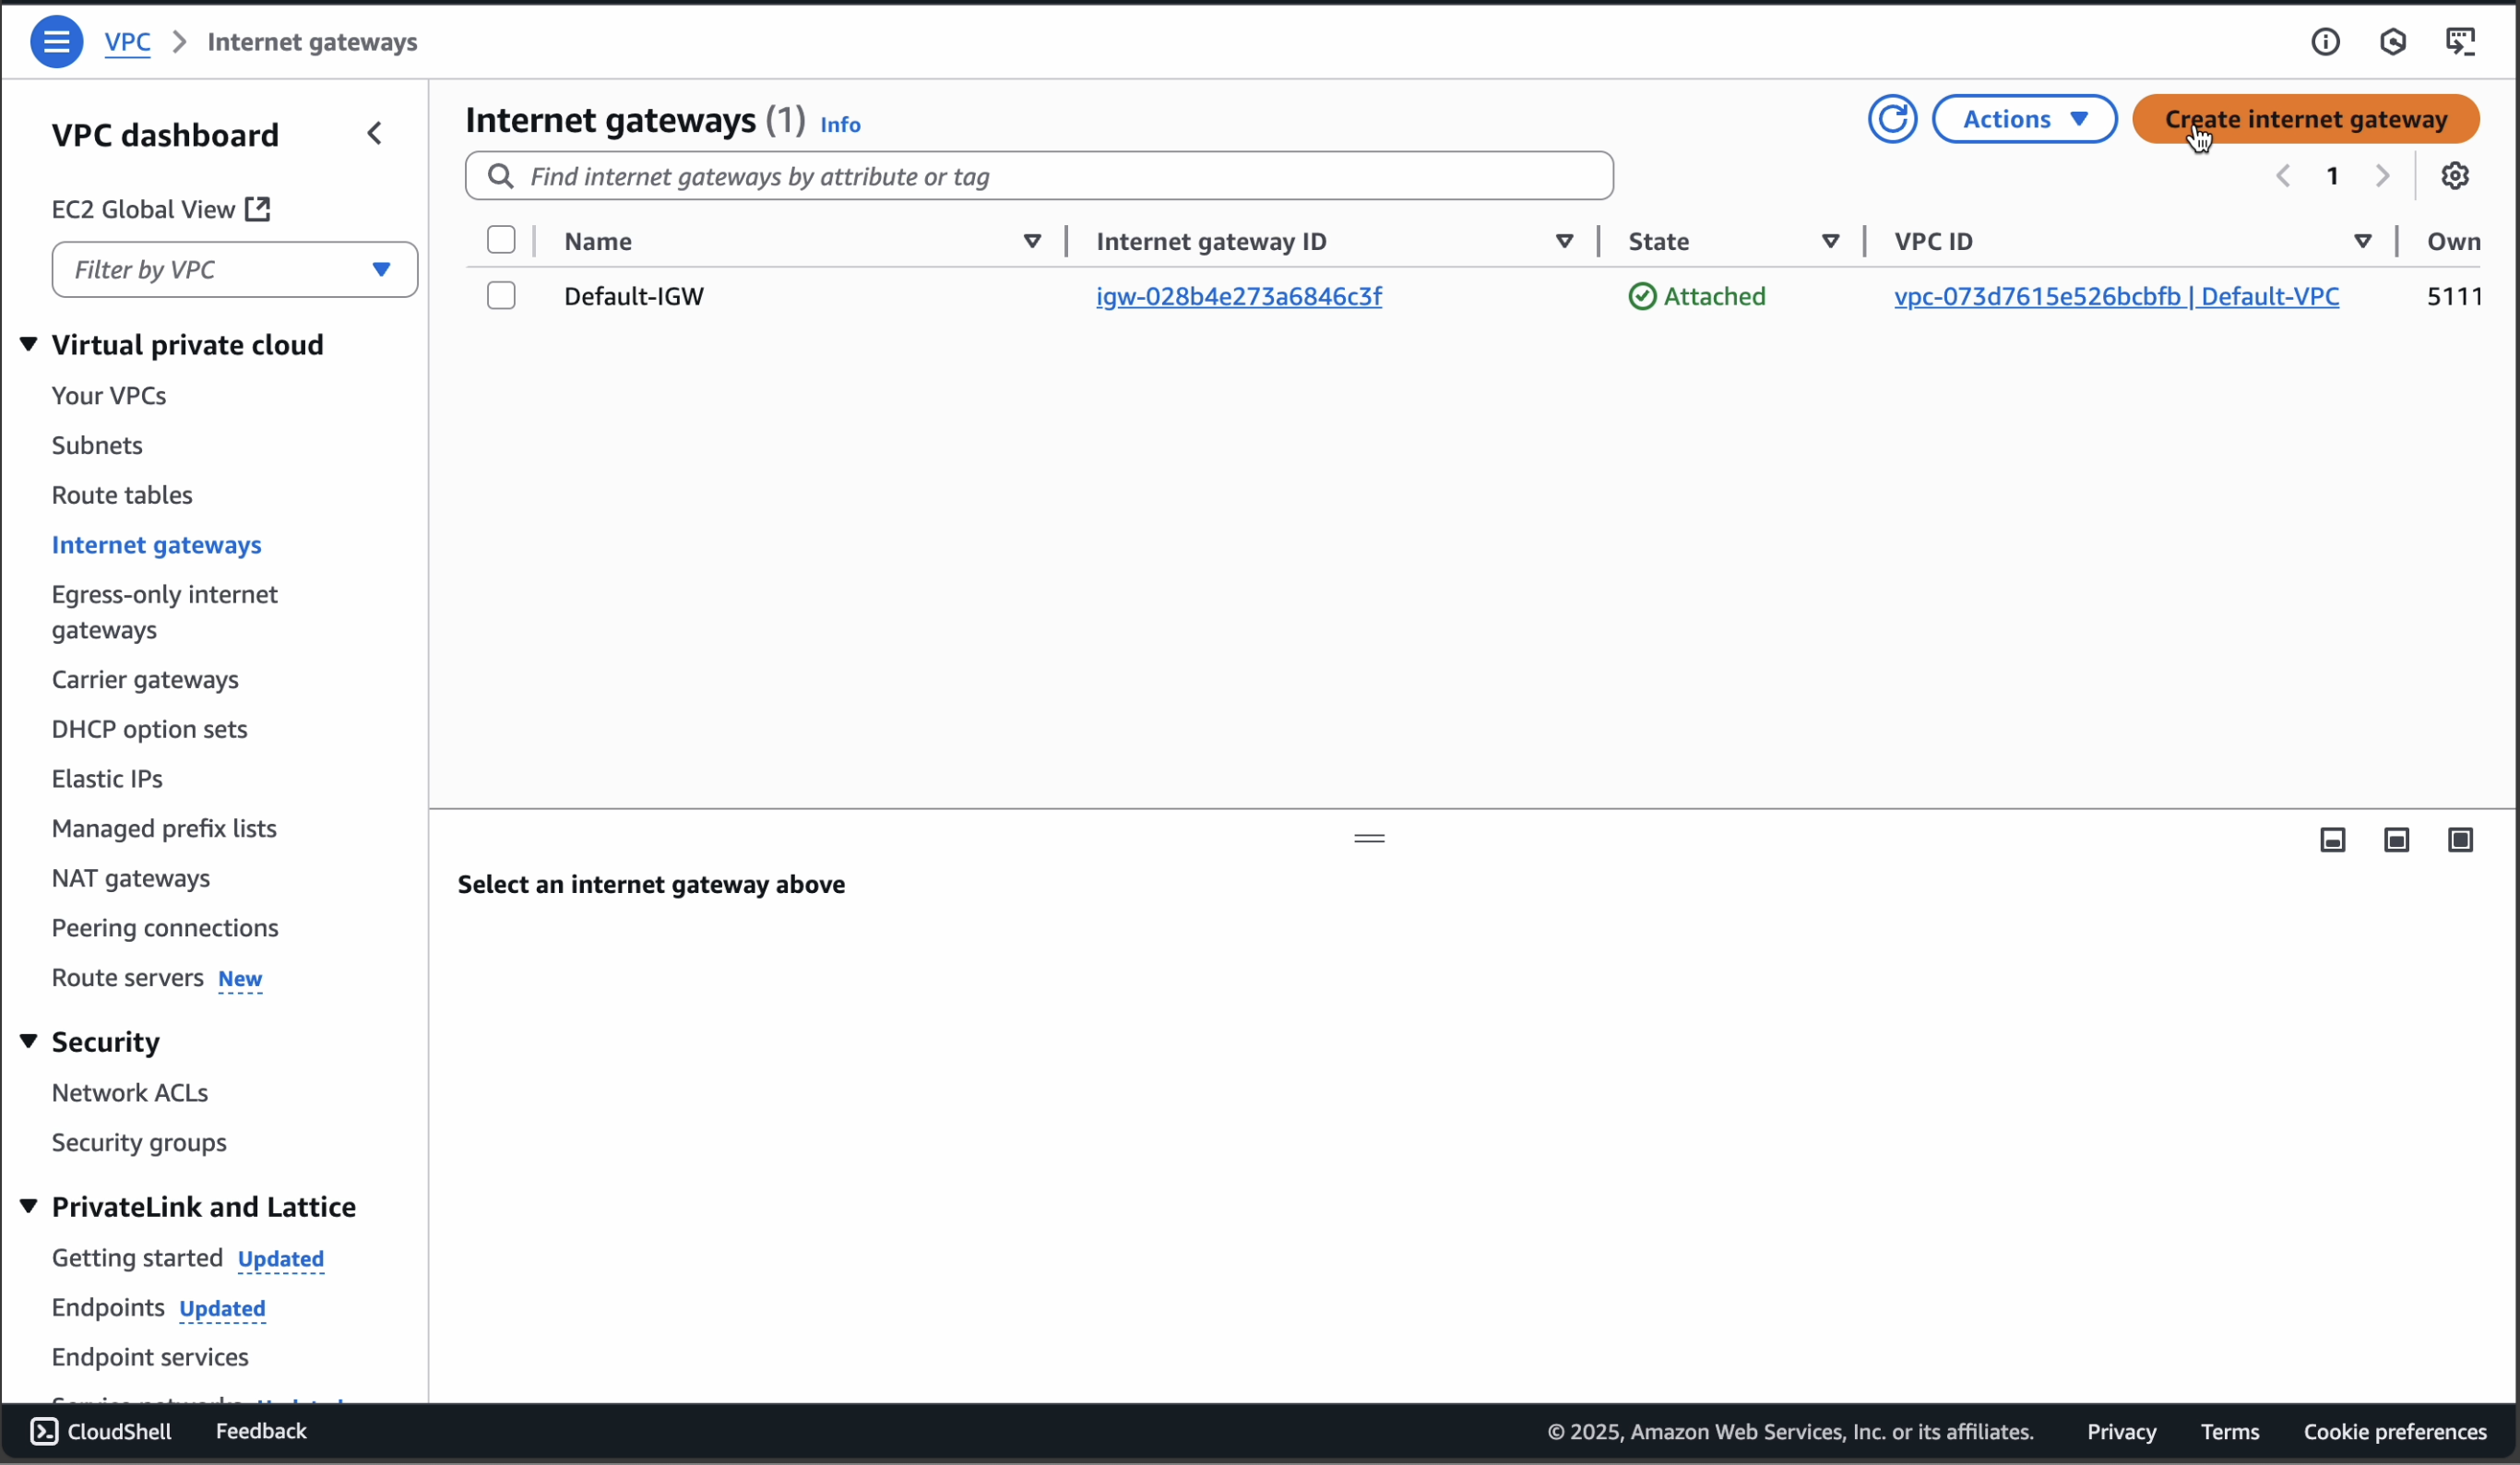 VPC > Internet gateways
VPC dashboard
EC2 Global View
Filter by VPC
Virtual private cloud
Your VPCs
Subnets
Route tables
Internet gateways
Egress-only internet
gateways
Carrier gateways
DHCP option sets
Elastic IPs
Managed prefix lists
NAT gateways
Peering connections
Route servers New
Security
Network ACLs
Security groups
PrivateLink and Lattice
Getting started Updated
Endpoints Updated
Endpoint services
Internet gateways (1) Info
Actions
Create internet gateway
Find internet gateways by attribute or tag
1
Name Internet gateway ID State VPC ID Own
Default-IGW igw-028b4e273a6846c3f Attached vpc-073d7615e526bcbfb | Default-VPC 5111
Select an internet gateway above
CloudShell Feedback © 2025, Amazon Web Services, Inc. or its affiliates. Privacy Terms Cookie preferences